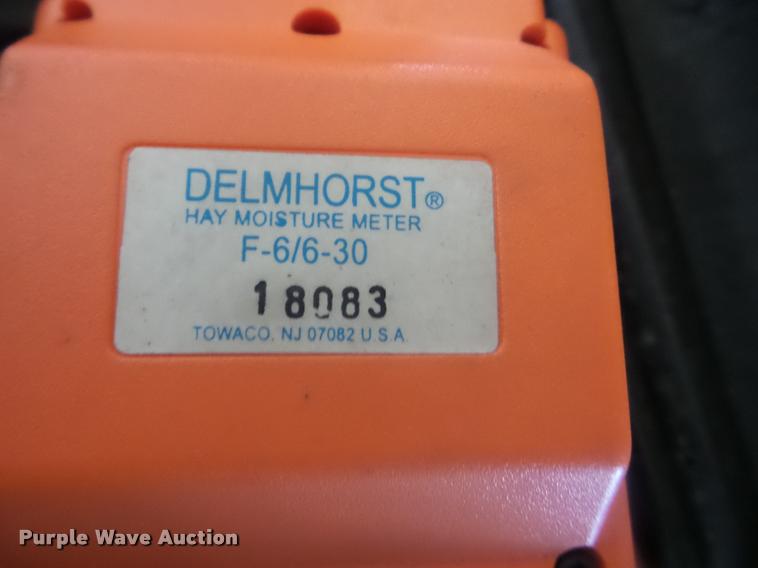 DELMHORST®
HAY MOISTURE METER
F-6/6-30
18083
TOWACO, NJ 07082 U.S.A.
Purple Wave Auction